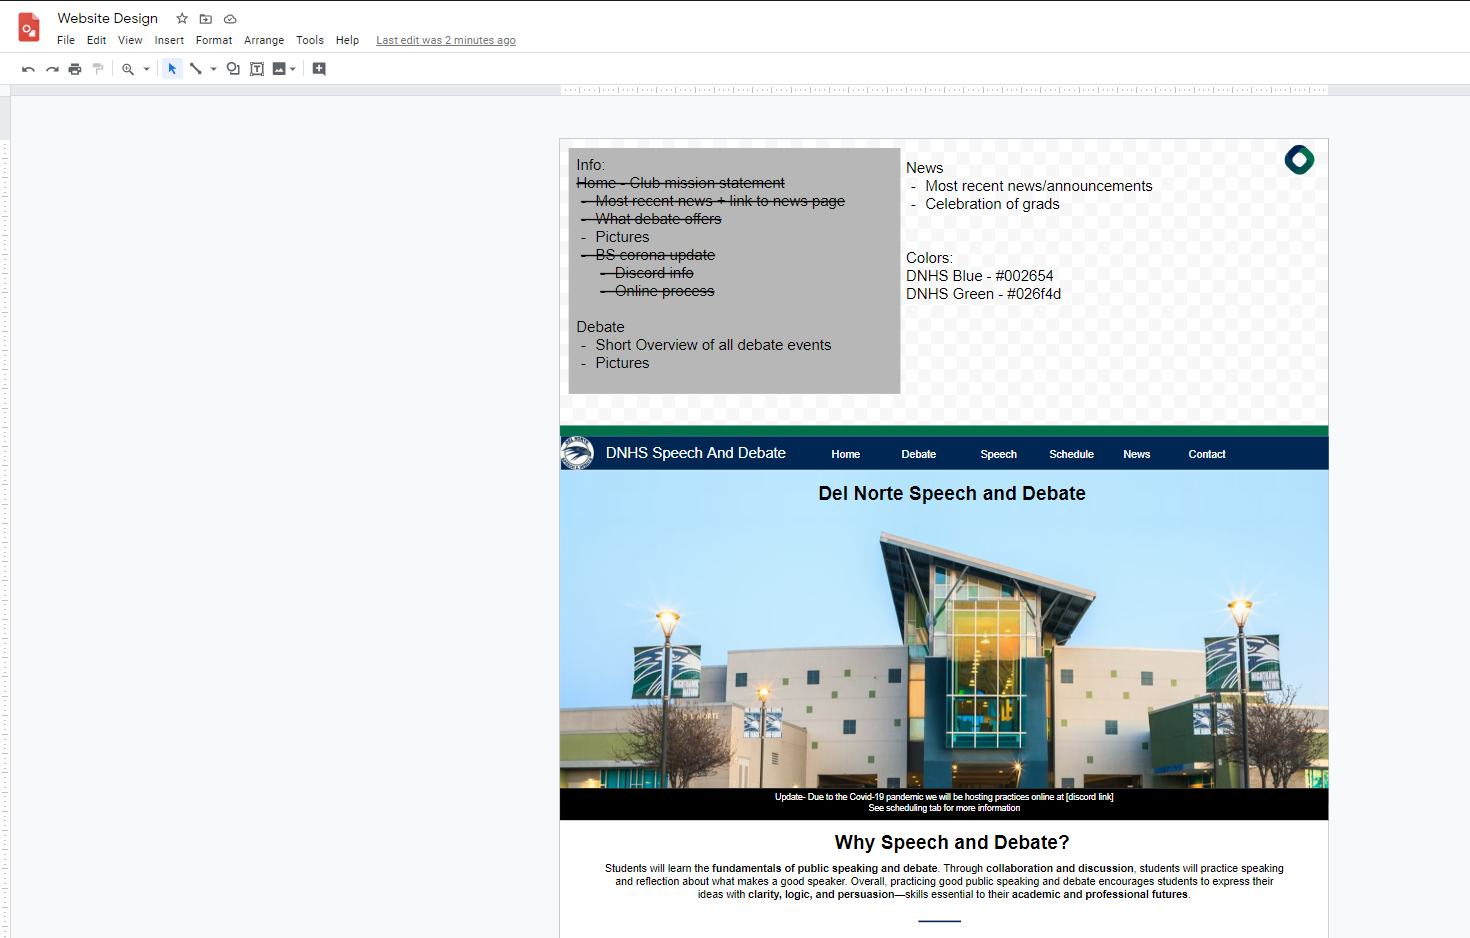 Website Design
File Edit View Insert Format Arrange Tools Help Last edit was 2 minutes ago
Info:
Home - Club mission statement
- Most recent news + link to news page
- What debate offers
- Pictures
- BS corona update
- Discord info
- Online process
Debate
- Short Overview of all debate events
- Pictures
News
- Most recent news/announcements
- Celebration of grads
Colors:
DNHS Blue - #002654
DNHS Green - #026f4d
DEL NORTE
DNHS Speech And Debate Home Debate Speech Schedule News Contact
Del Norte Speech and Debate
NIGHTHAWK
NATION
NIGHTHAWK
NATION
DEL NORTE
Update- Due to the Covid-19 pandemic we will be hosting practices online at [discord link]
See scheduling tab for more information
Why Speech and Debate?
Students will learn the fundamentals of public speaking and debate. Through collaboration and discussion, students will practice speaking
and reflection about what makes a good speaker. Overall, practicing good public speaking and debate encourages students to express their
ideas with clarity, logic, and persuasion—skills essential to their academic and professional futures.